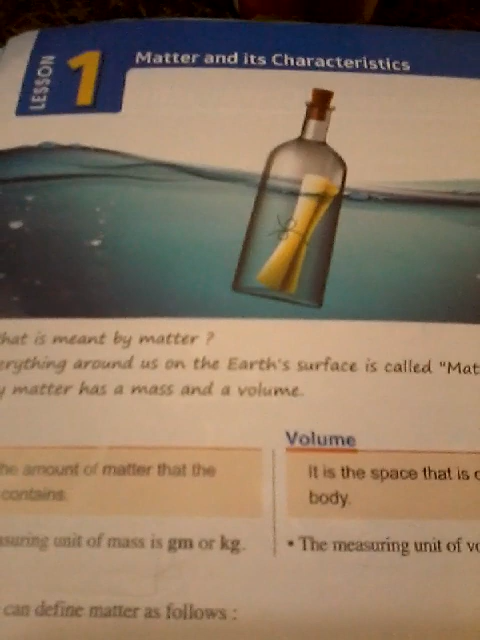 LESSON 1
Matter and its Characteristics
hat is meant by matter ?
erything around us on the Earth's surface is called "Mat
y matter has a mass and a volume.
he amount of matter that the
contains.
suring unit of mass is gm or kg.
Volume
It is the space that is o
body.
• The measuring unit of vo
can define matter as follows :